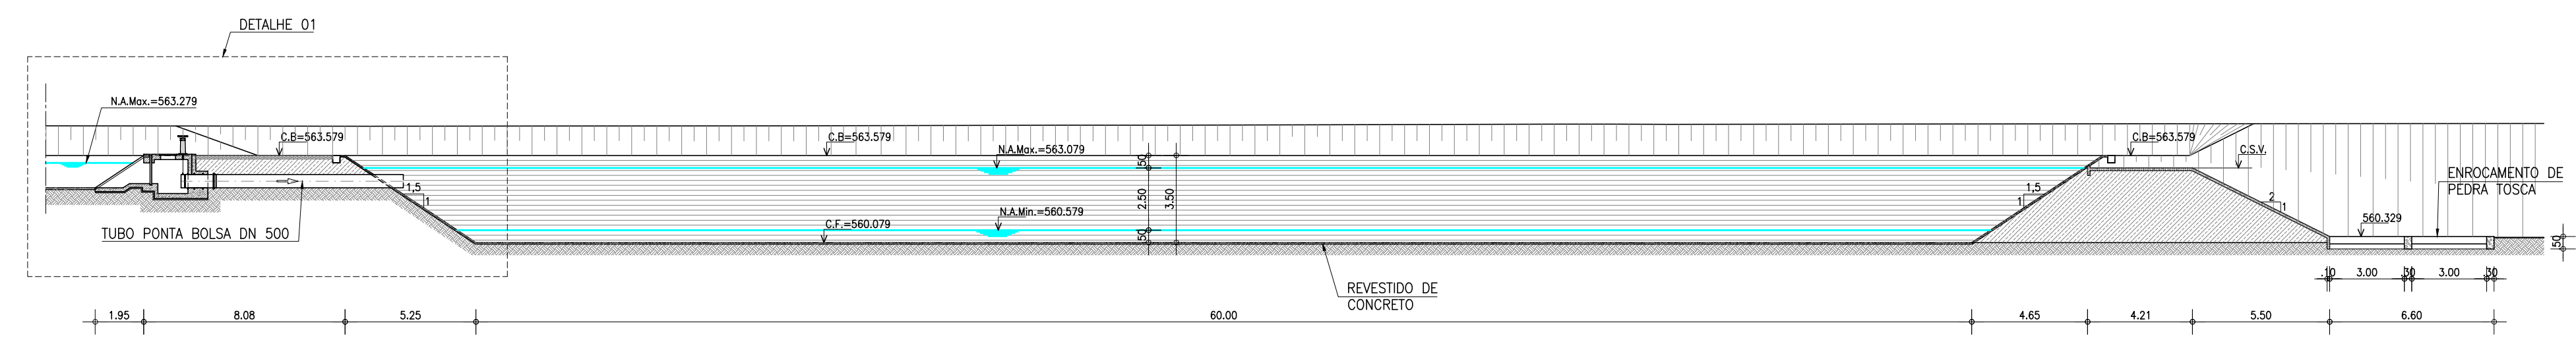 DETALHE 01
N.A.Max.=563.279
C.B=563.579
C.B=563.579
C.B=563.579
N.A.Max.=563.079
C.S.V.
ENROCAMENTO DE
PEDRA TOSCA
1,5
1
.50
2.50
3.50
.50
1,5
1
2
1
1
N.A.Min.=560.579
C.F.=560.079
560.329
TUBO PONTA BOLSA DN 500
.50
.10
3.00
.30
3.00
.30
REVESTIDO DE
CONCRETO
1.95
8.08
5.25
60.00
4.65
4.21
5.50
6.60